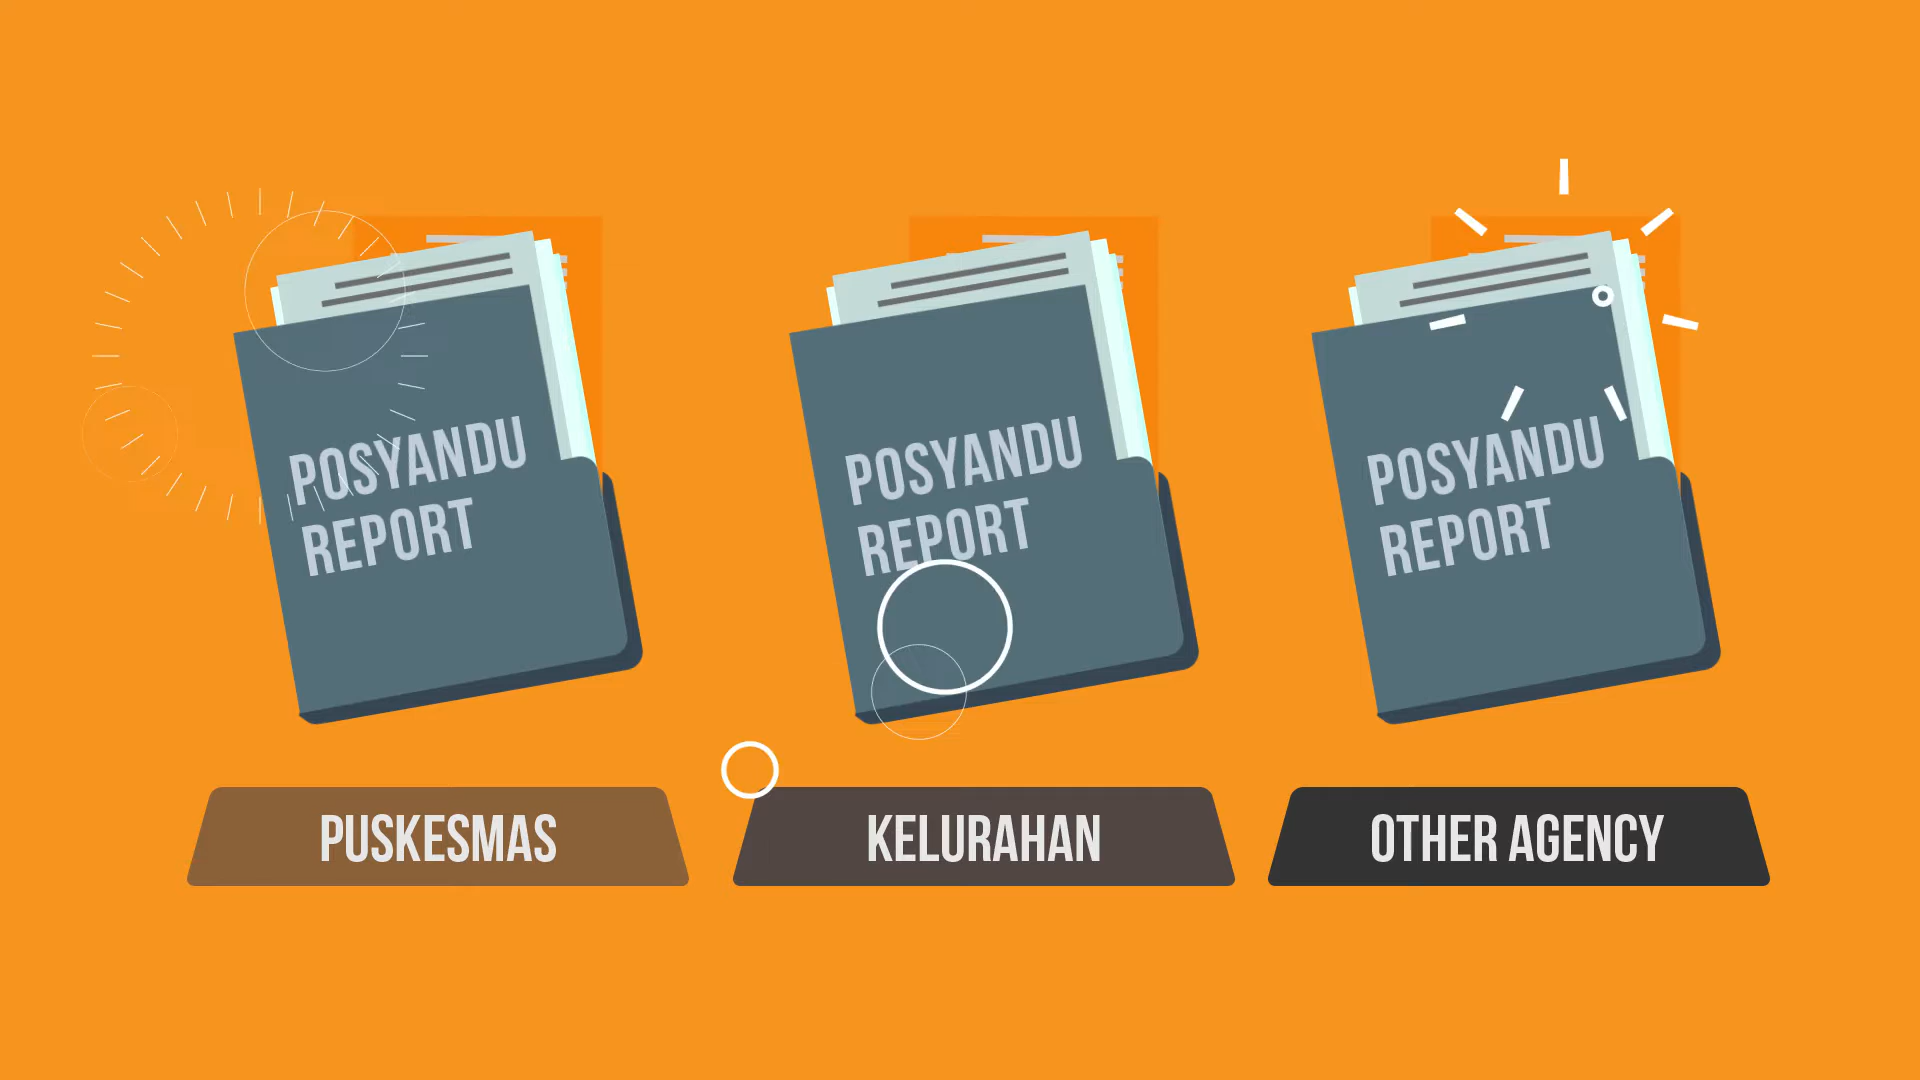 POSYANDU
REPORT
POSYANDU
REPORT
POSYANDU
REPORT
PUSKESMAS
KELURAHAN
OTHER AGENCY